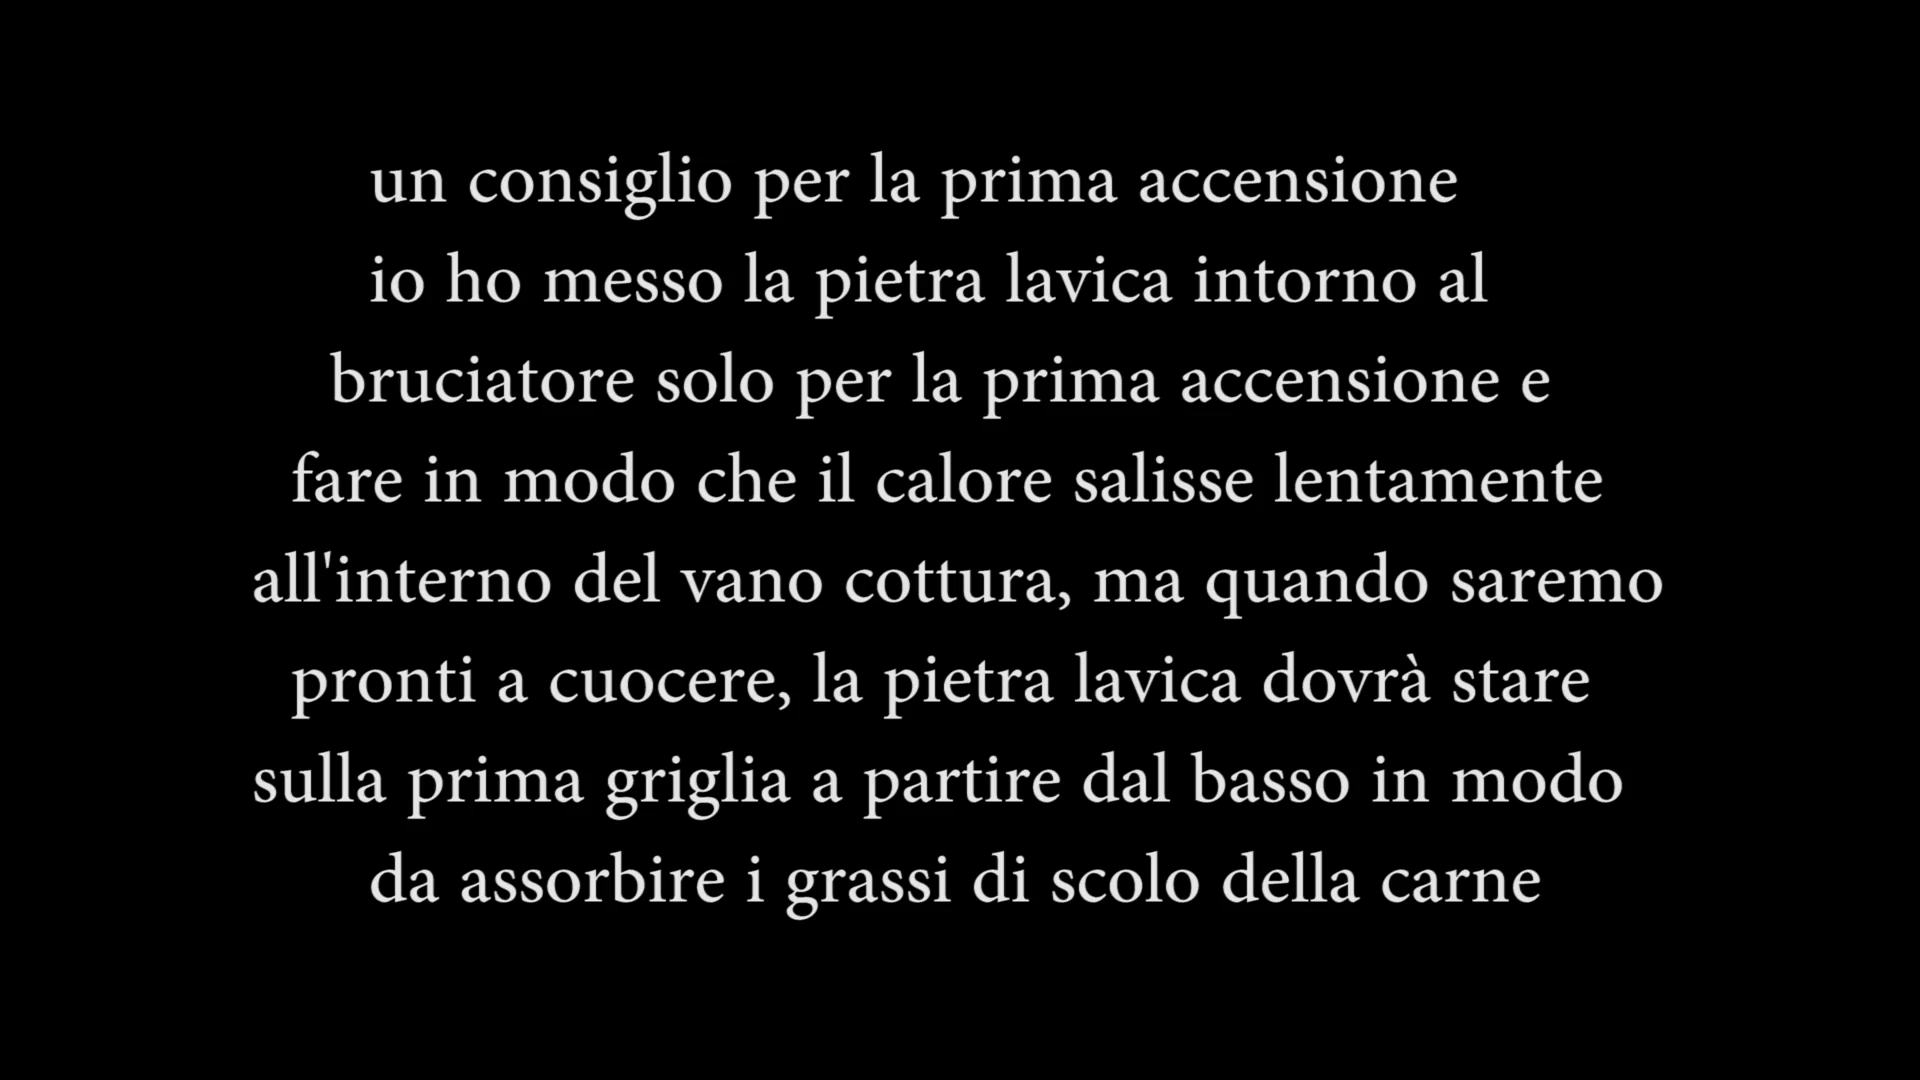 un consiglio per la prima accensione
io ho messo la pietra lavica intorno al
bruciatore solo per la prima accensione e
fare in modo che il calore salisse lentamente
all'interno del vano cottura, ma quando saremo
pronti a cuocere, la pietra lavica dovrà stare
sulla prima griglia a partire dal basso in modo
da assorbire i grassi di scolo della carne